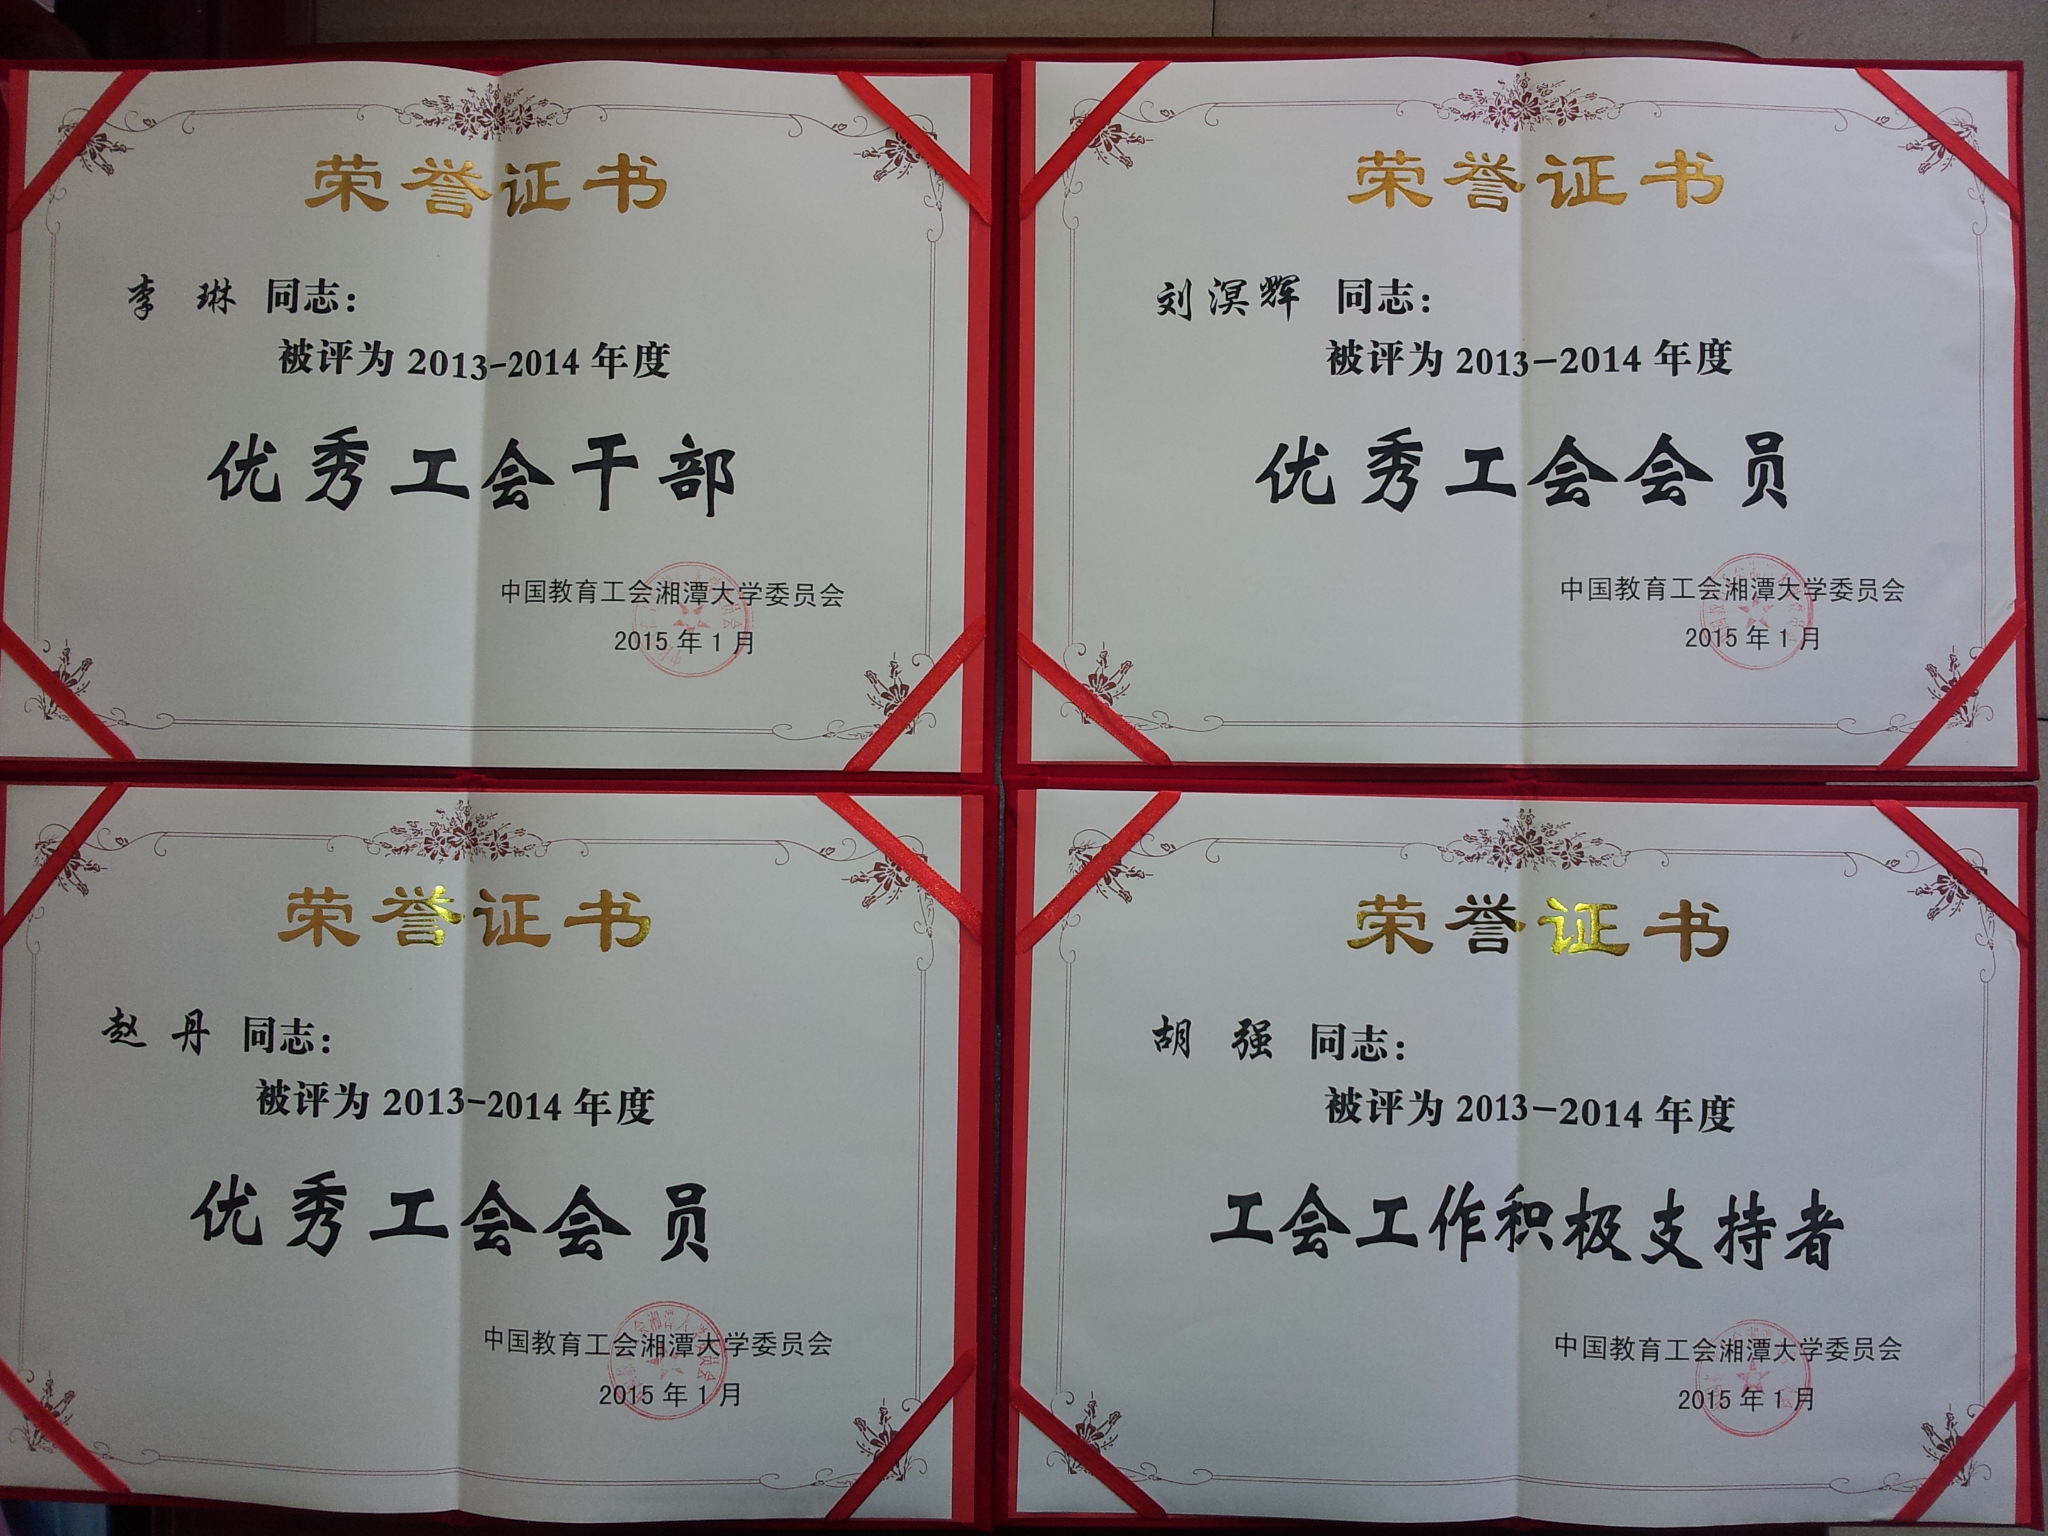 荣誉证书
李 琳 同志：
被评为 2013-2014 年度
优秀工会干部
中国教育工会湘潭大学委员会
2015 年 1 月
荣誉证书
刘溟辉 同志：
被评为 2013-2014 年度
优秀工会会员
中国教育工会湘潭大学委员会
2015 年 1 月
荣誉证书
赵 丹 同志：
被评为 2013-2014 年度
优秀工会会员
中国教育工会湘潭大学委员会
2015 年 1 月
荣誉证书
胡 强 同志：
被评为 2013-2014 年度
工会工作积极支持者
中国教育工会湘潭大学委员会
2015 年 1 月